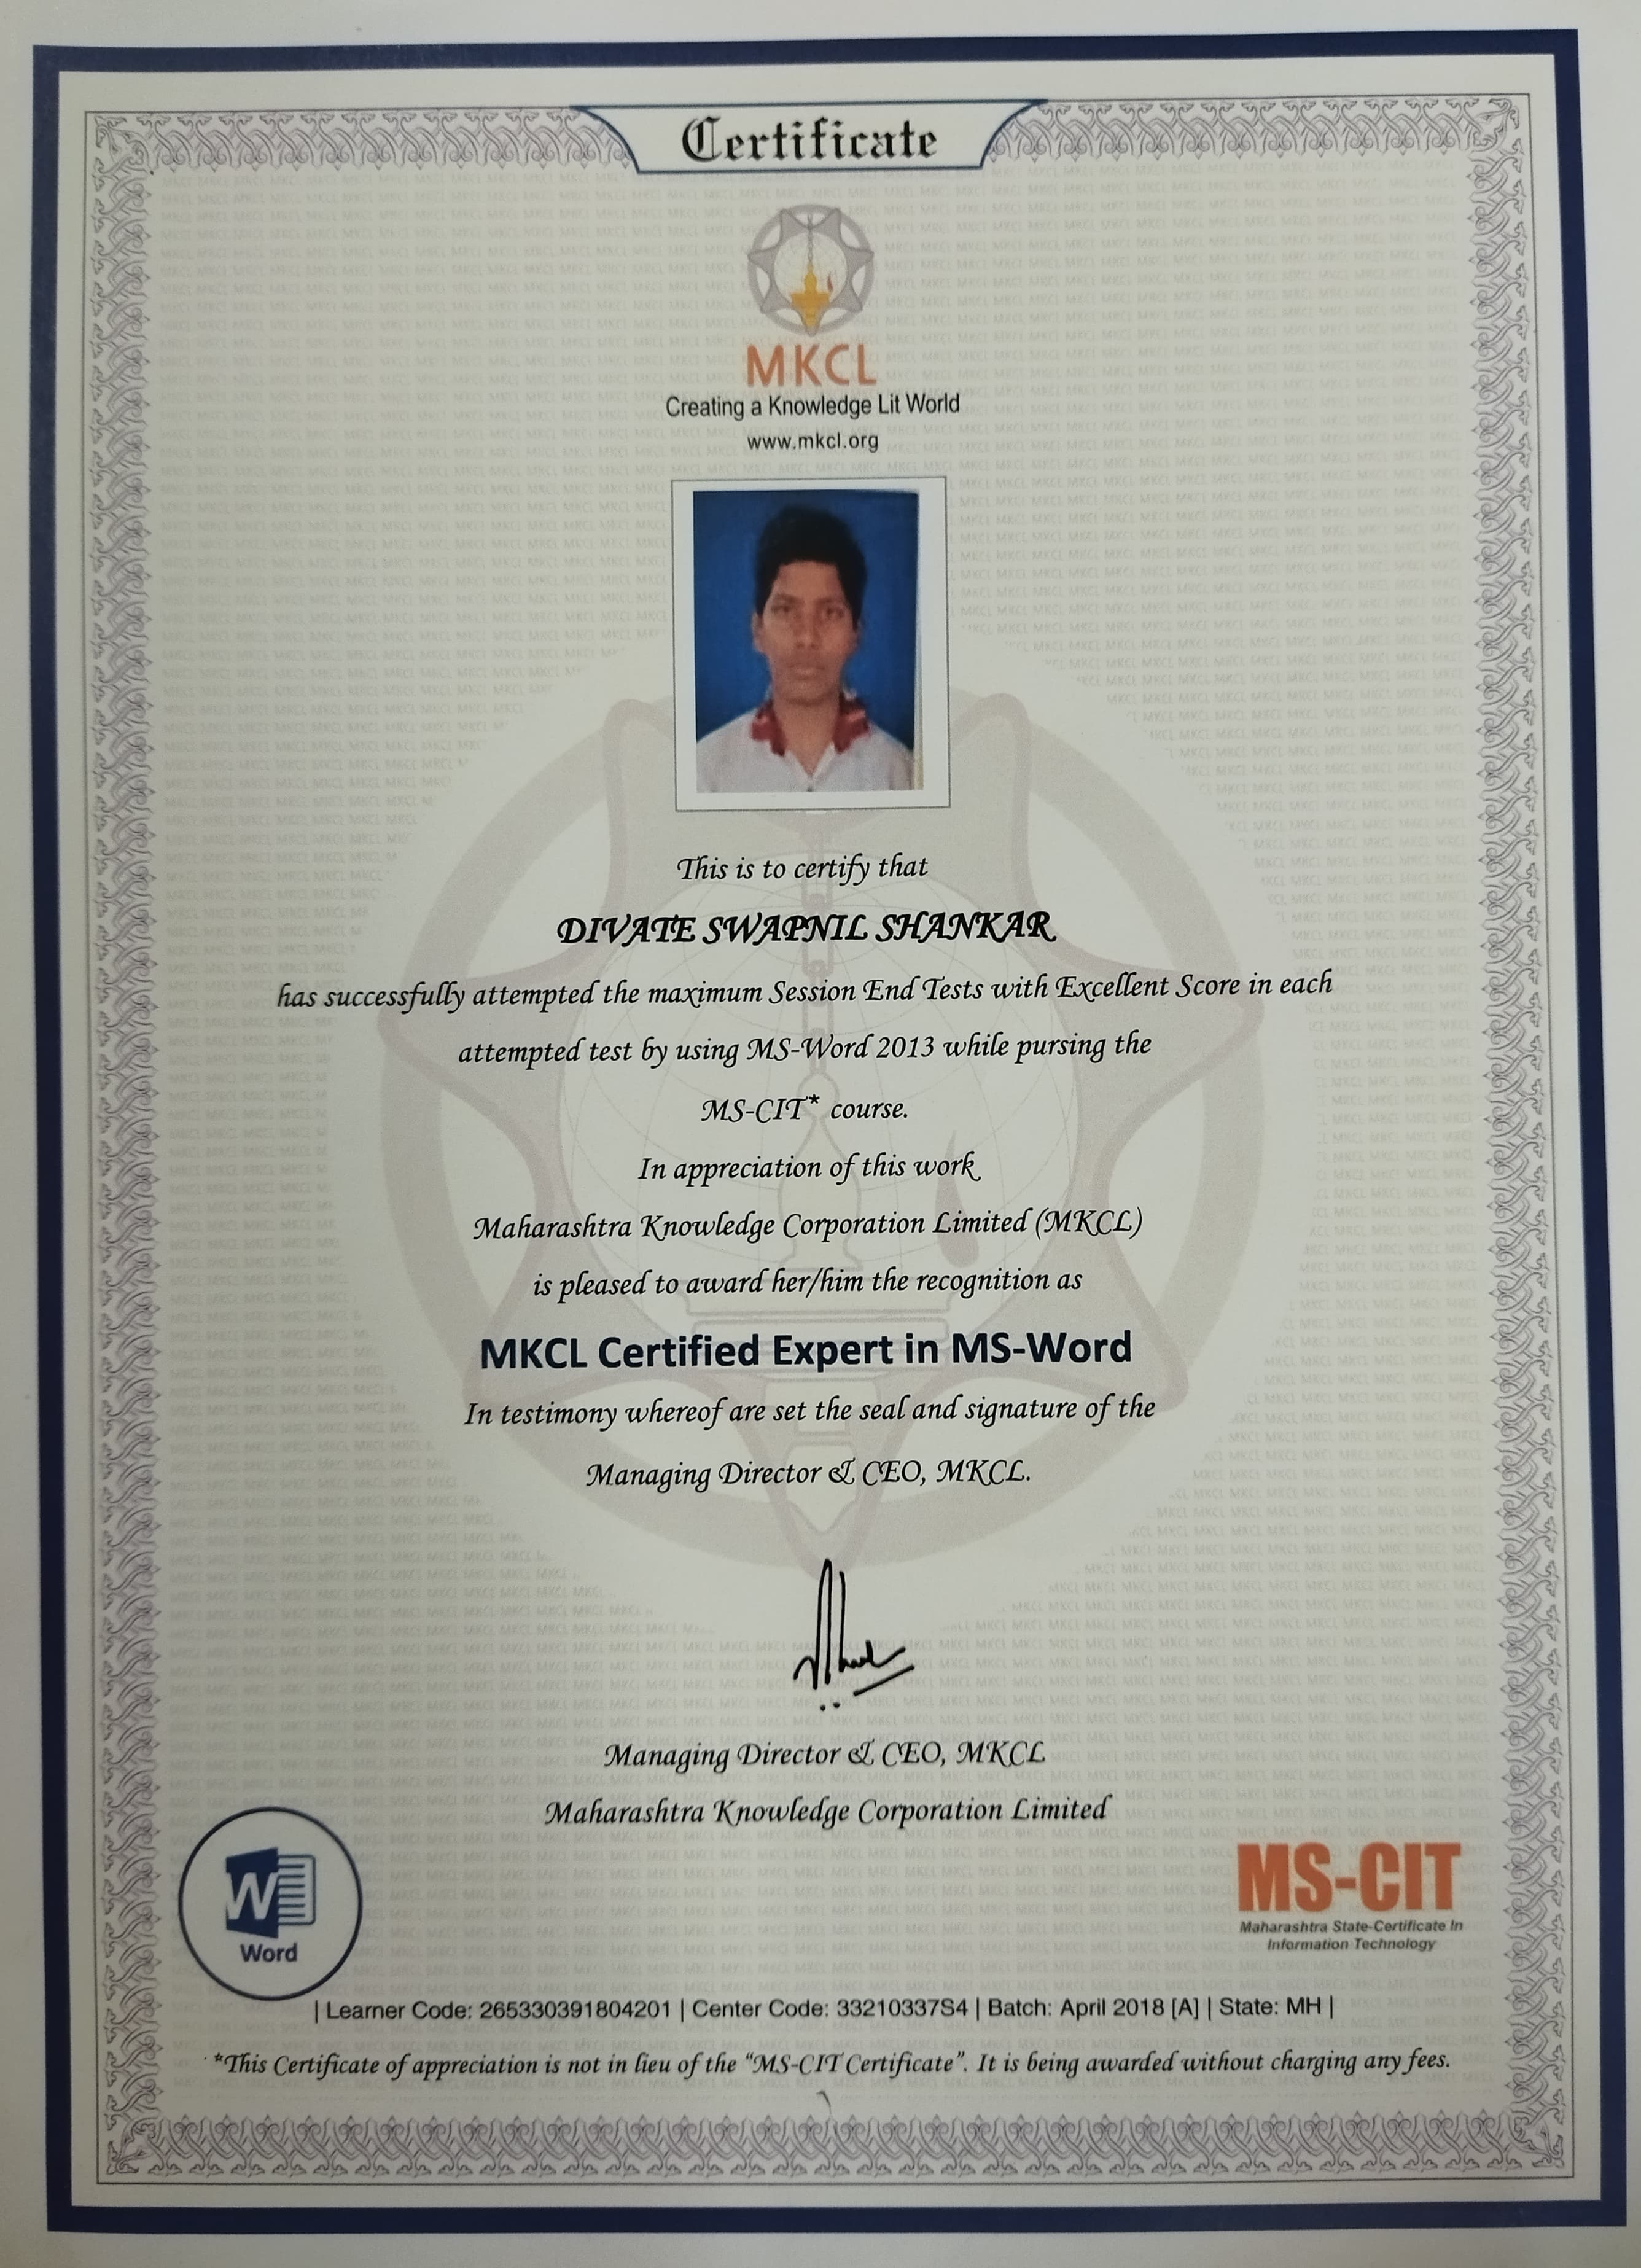 Certificate
MKCL
Creating a Knowledge Lit World
www.mkcl.org
This is to certify that
DIVATE SWAPNIL SHANKAR
has successfully attempted the maximum Session End Tests with Excellent Score in each
attempted test by using MS-Word 2013 while pursing the
MS-CIT* course.
In appreciation of this work
Maharashtra Knowledge Corporation Limited (MKCL)
is pleased to award her/him the recognition as
MKCL Certified Expert in MS-Word
In testimony whereof are set the seal and signature of the
Managing Director & CEO, MKCL.
Managing Director & CEO, MKCL
Maharashtra Knowledge Corporation Limited
W
Word
MS-CIT
Maharashtra State-Certificate In
Information Technology
| Learner Code: 265330391804201 | Center Code: 33210337S4 | Batch: April 2018 [A] | State: MH |
*This Certificate of appreciation is not in lieu of the “MS-CIT Certificate”. It is being awarded without charging any fees.